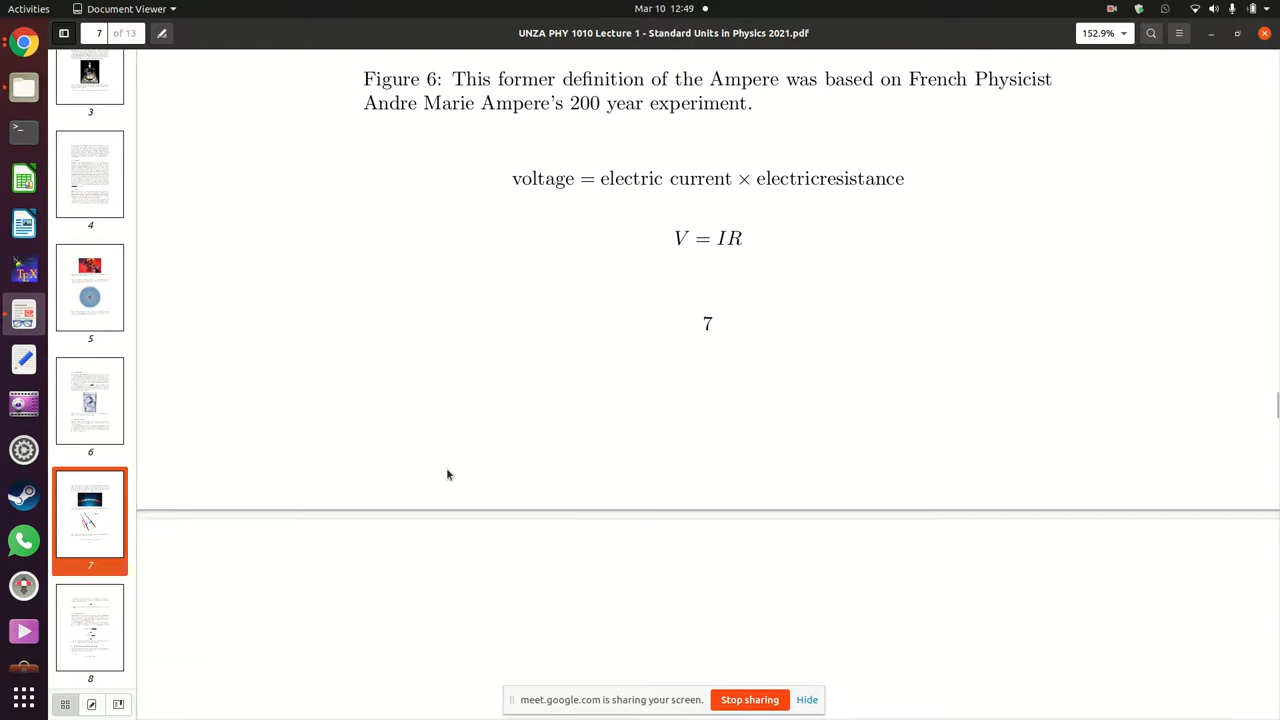 Activities
Document Viewer
Mar 10 12:49
7
of 13
UNZA PHY 1010 Lecture 1 - Standard Units in Physics 2021.pdf
152.9%
3
4
5
6
7
8
Figure 6: This fomer definition of the Ampere was based on French Physicist
Andre Marie Ampere's 200 year experiment.
voltage = electric current × electricresistance
V = IR
7
TEX
meet.google.com is sharing your screen.
Stop sharing
Hide